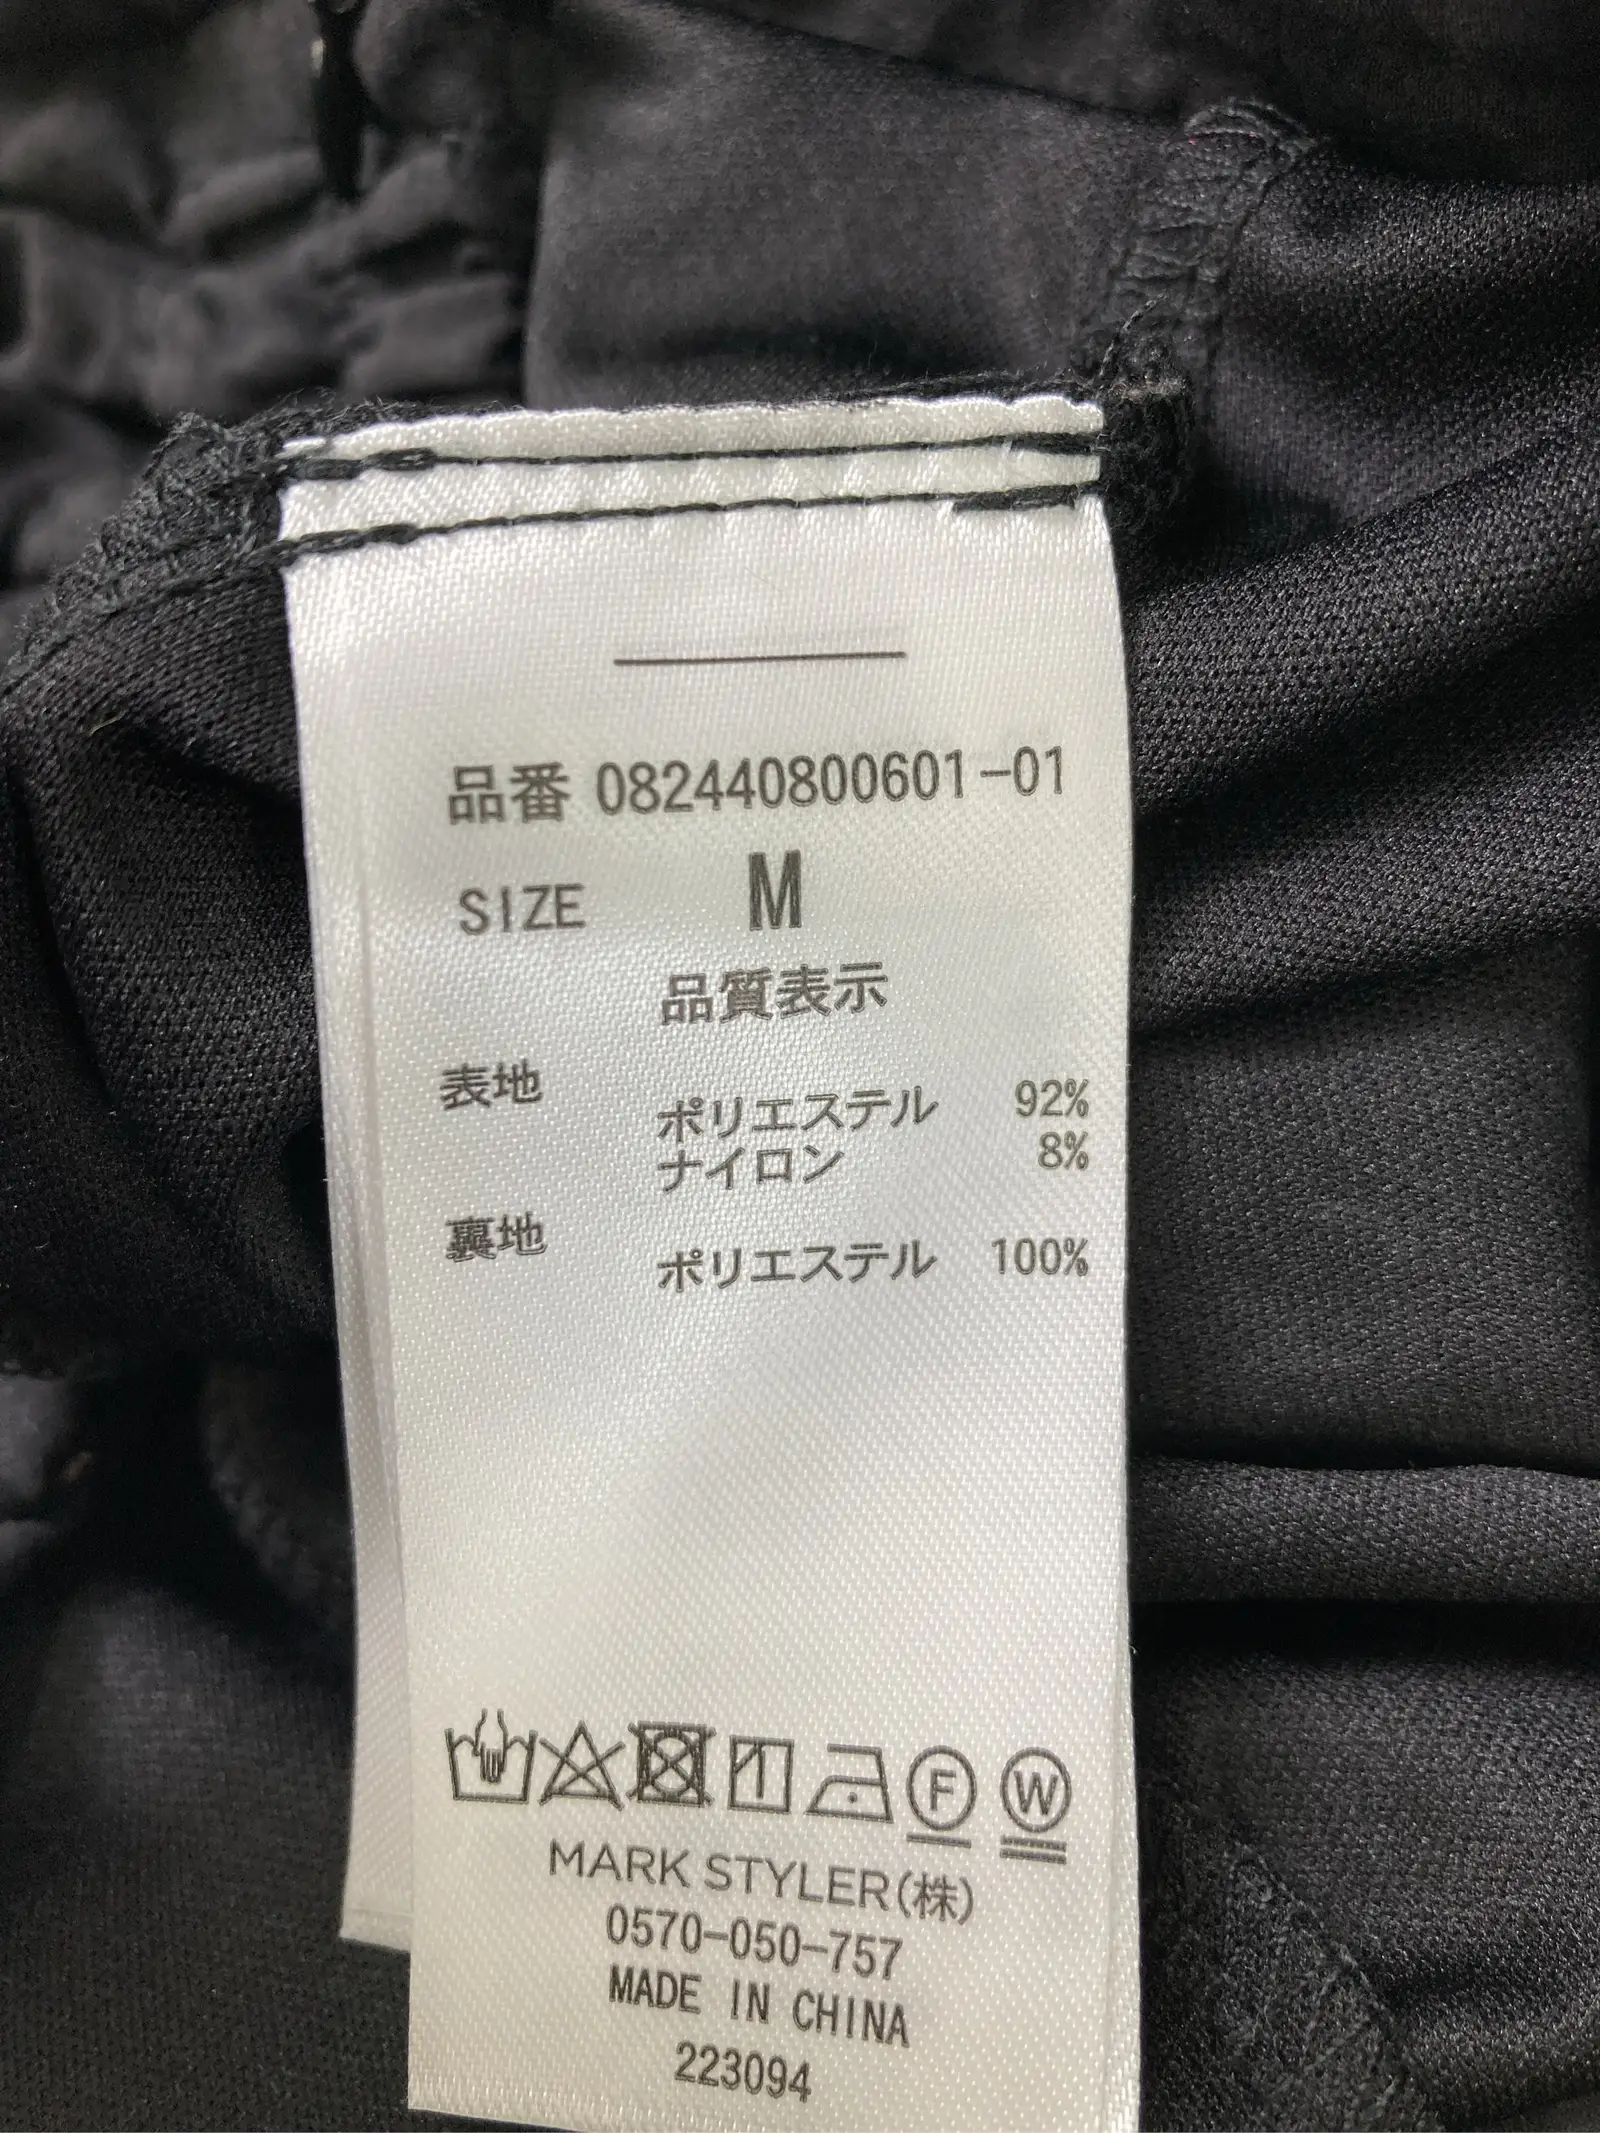 品番 082440800601-01
SIZE M
品質表示
表地
ポリエステル 92%
ナイロン 8%
裏地
ポリエステル 100%
F W
MARK STYLER(株)
0570-050-757
MADE IN CHINA
223094